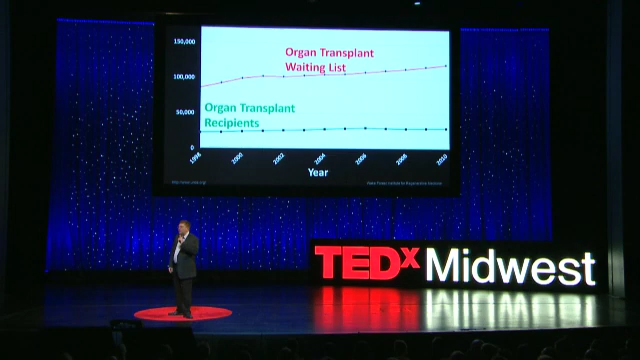 150,000
Organ Transplant
Waiting List
100,000
Organ Transplant
Recipients
50,000
0
1998
2000
2002
2004
2006
2008
2010
Year
TEDx Midwest